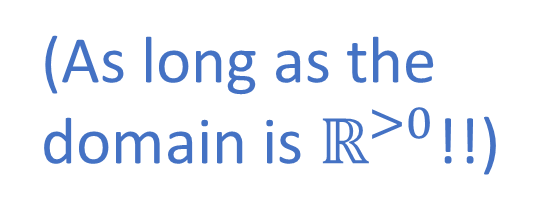 (As long as the
domain is ℝ^{>0}!!)